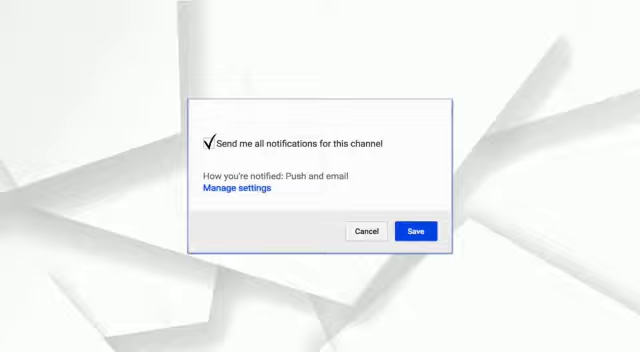 Send me all notifications for this channel
How you're notified: Push and email
Manage settings
Cancel
Save